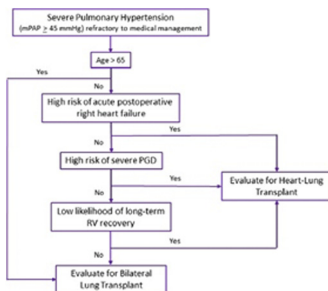 Severe Pulmonary Hypertension
(mPAP ≥ 45 mmHg) refractory to medical management
Yes
Age > 65
No
High risk of acute postoperative
right heart failure
Yes
No
High risk of severe PGD
Yes
Evaluate for Heart-Lung
Transplant
No
Low likelihood of long-term
RV recovery
Yes
No
Evaluate for Bilateral
Lung Transplant